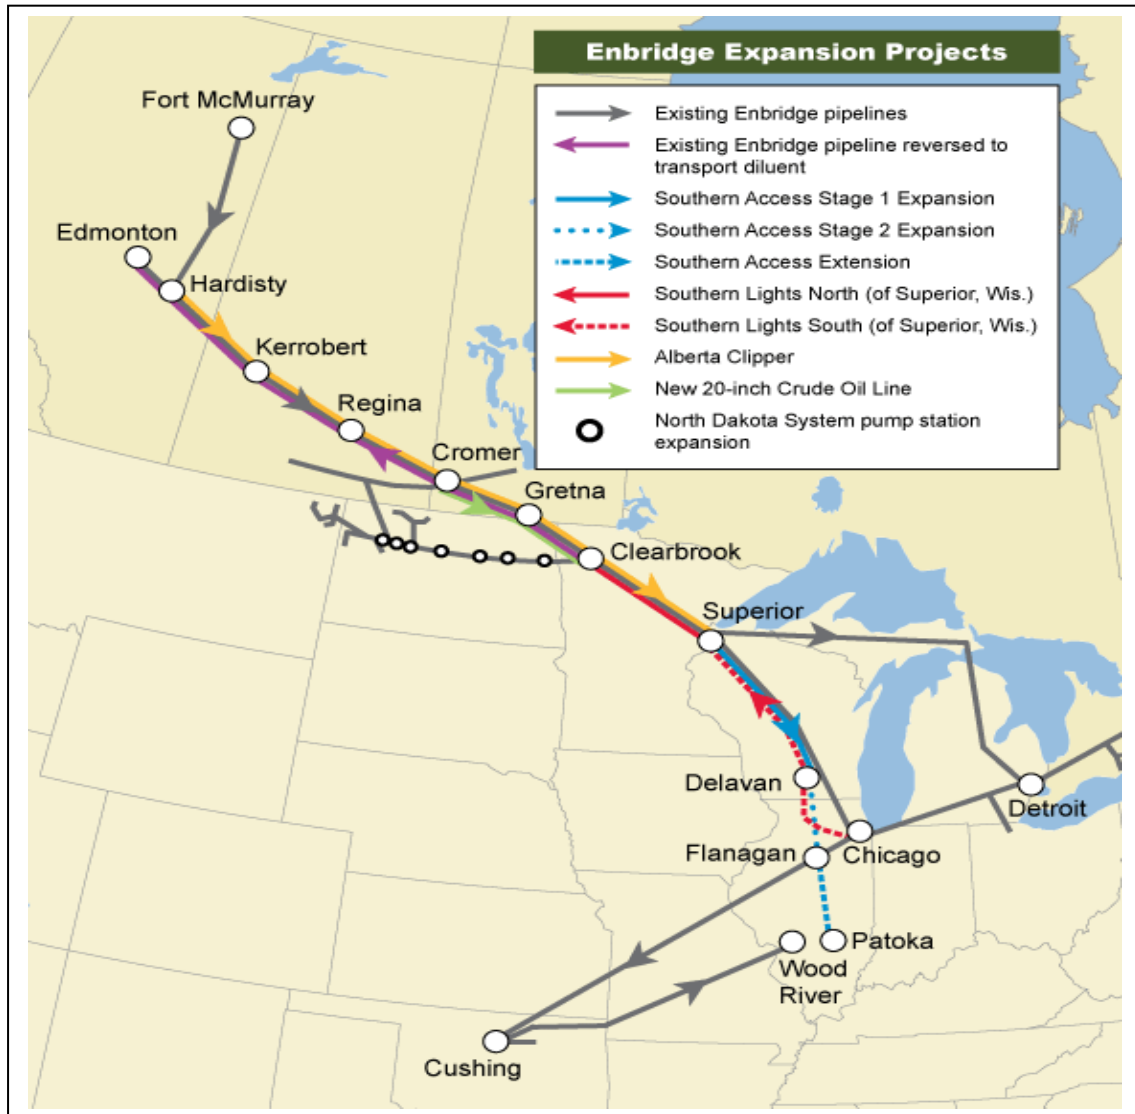 Enbridge Expansion Projects
Existing Enbridge pipelines
Existing Enbridge pipeline reversed to
transport diluent
Southern Access Stage 1 Expansion
Southern Access Stage 2 Expansion
Southern Access Extension
Southern Lights North (of Superior, Wis.)
Southern Lights South (of Superior, Wis.)
Alberta Clipper
New 20-inch Crude Oil Line
North Dakota System pump station
expansion
Fort McMurray
Edmonton
Hardisty
Kerrobert
Regina
Cromer
Gretna
Clearbrook
Superior
Delavan
Detroit
Flanagan
Chicago
Patoka
Wood
River
Cushing